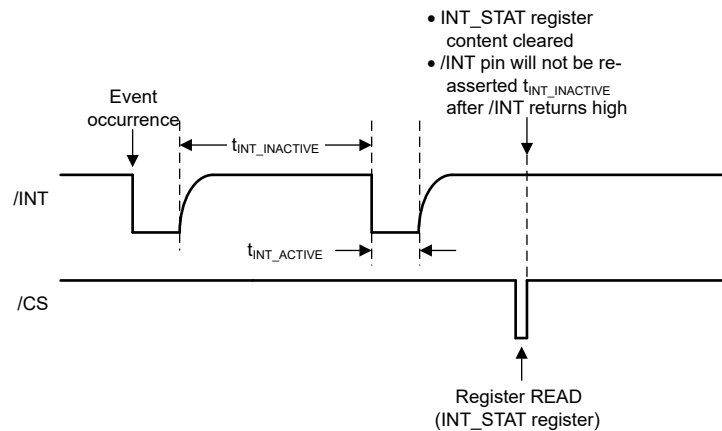 • INT_STAT register
content cleared
• /INT pin will not be re-
asserted tINT_INACTIVE
after /INT returns high
Event
occurrence
tINT_INACTIVE
/INT
tINT_ACTIVE
/CS
Register READ
(INT_STAT register)